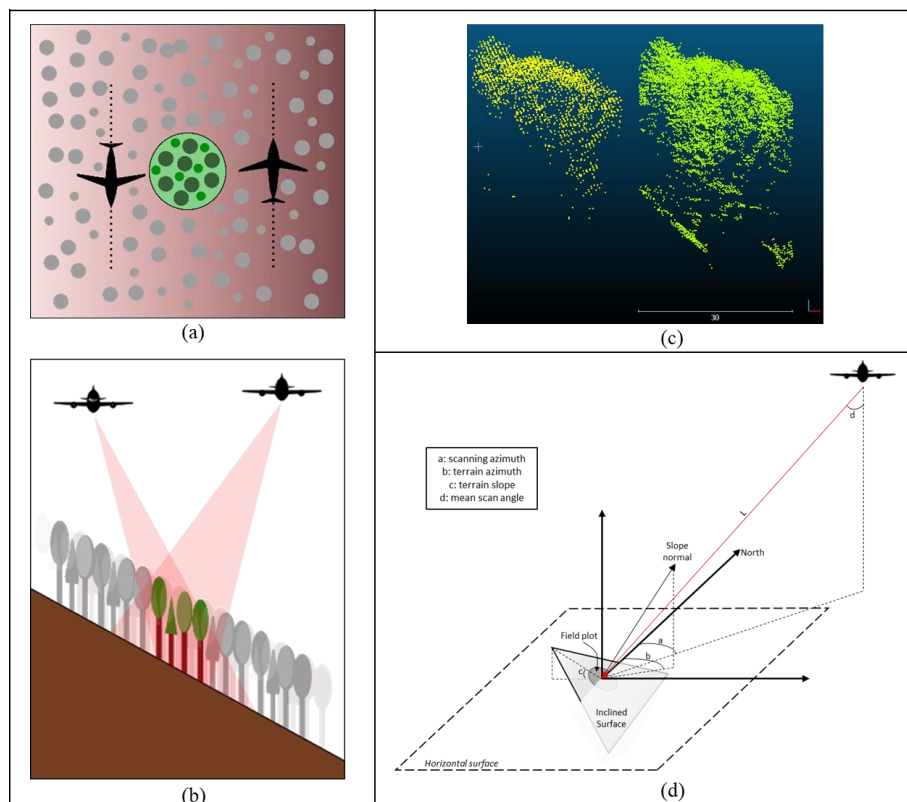 (a)
(b)
(c)
30
a: scanning azimuth
b: terrain azimuth
c: terrain slope
d: mean scan angle
d
L
Slope
normal
North
Field plot
a
b
c
Inclined
Surface
Horizontal surface
(d)